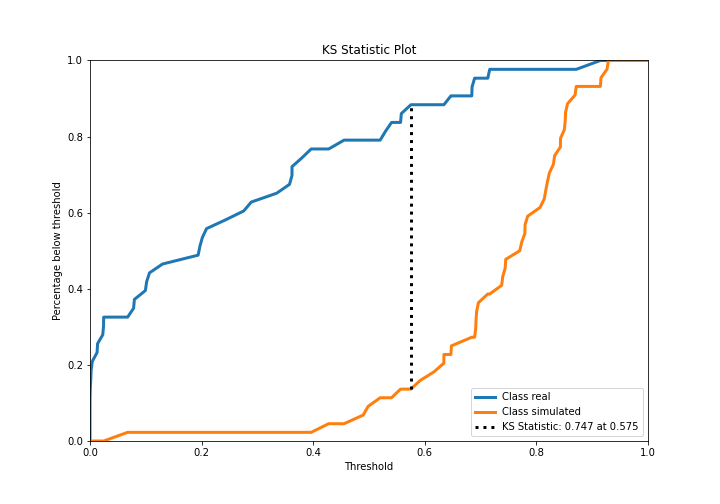 KS Statistic Plot
1.0
0.8
0.6
0.4
0.2
0.0
Percentage below threshold
Class real
Class simulated
KS Statistic: 0.747 at 0.575
0.0 0.2 0.4 0.6 0.8 1.0
Threshold